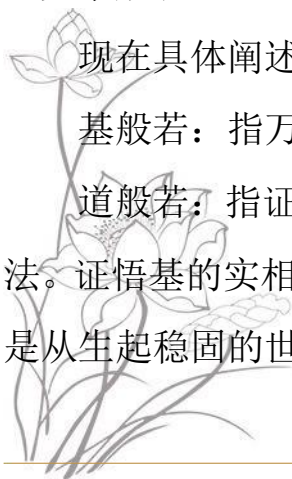 现在具体阐述
基般若：指万
道般若：指证
法。证悟基的实相
是从生起稳固的世